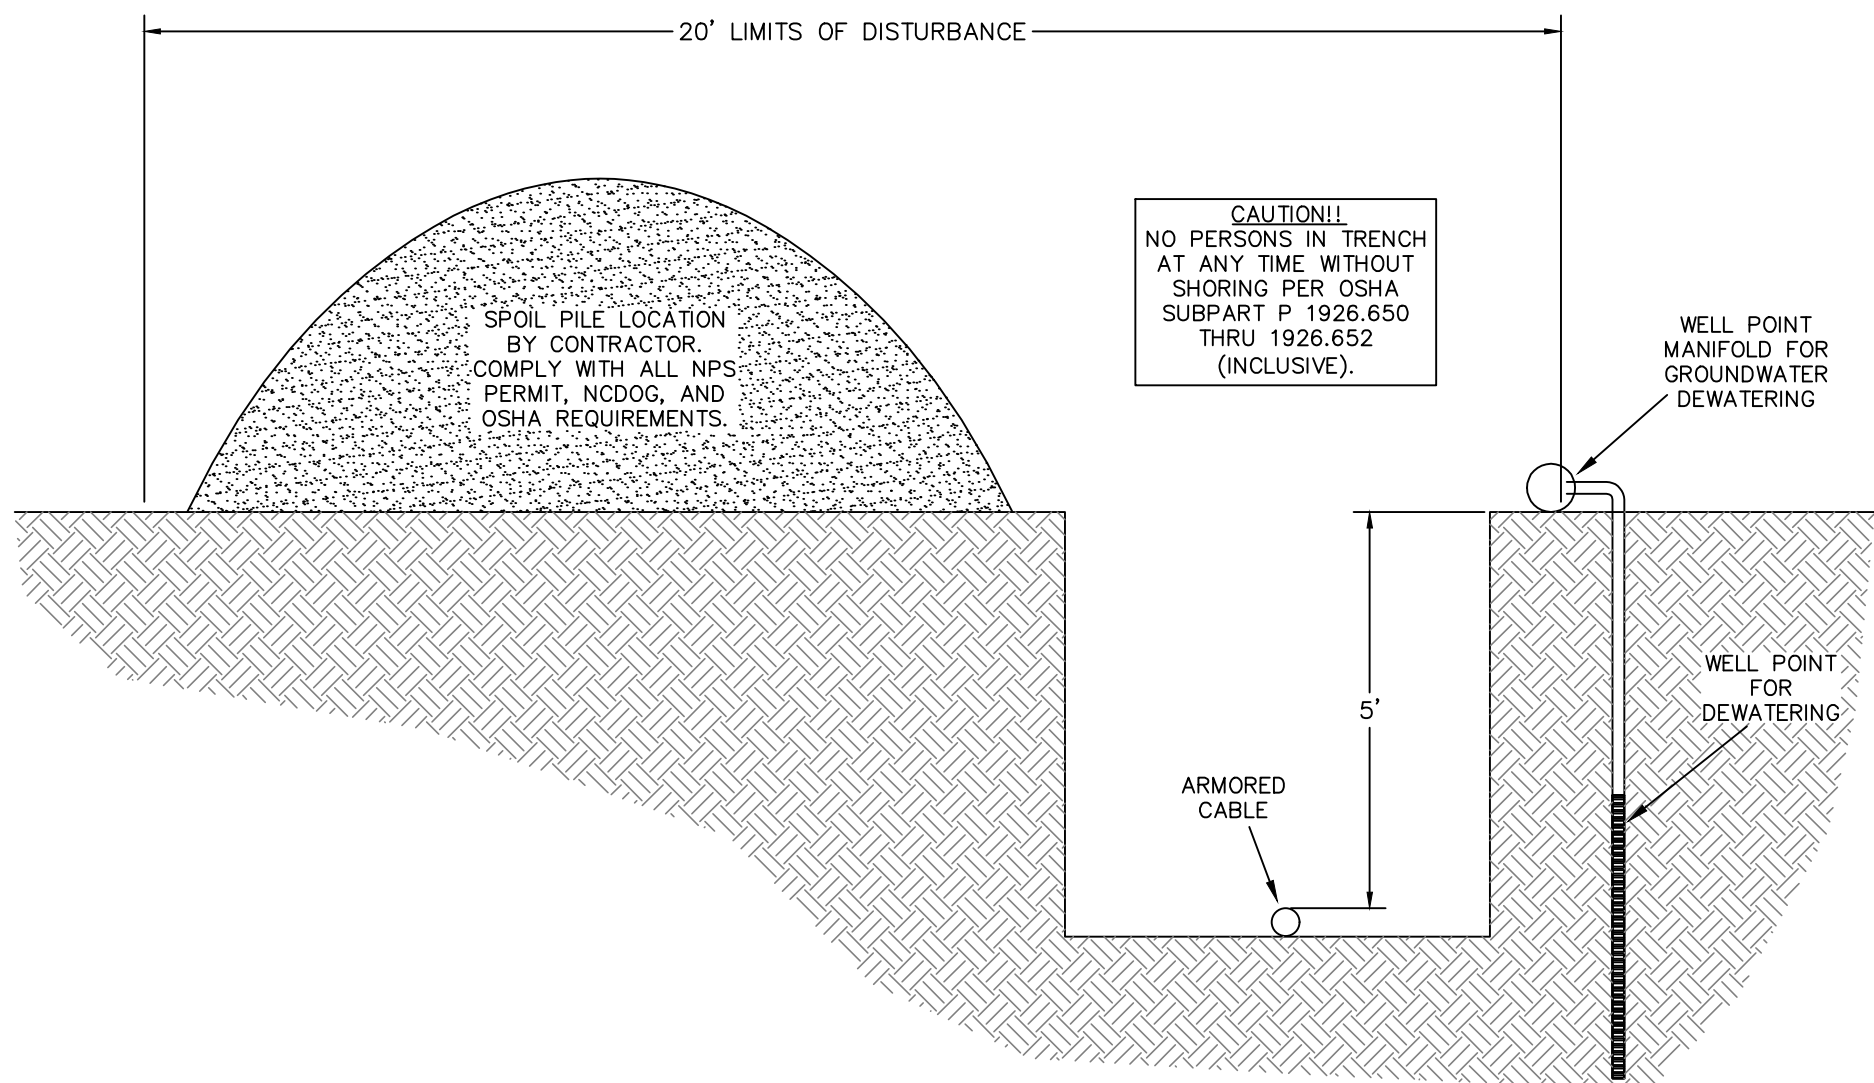 20' LIMITS OF DISTURBANCE
CAUTION!!
NO PERSONS IN TRENCH
AT ANY TIME WITHOUT
SHORING PER OSHA
SUBPART P 1926.650
THRU 1926.652
(INCLUSIVE).
SPOIL PILE LOCATION
BY CONTRACTOR.
COMPLY WITH ALL NPS
PERMIT, NCDOG, AND
OSHA REQUIREMENTS.
WELL POINT
MANIFOLD FOR
GROUNDWATER
DEWATERING
WELL POINT
FOR
DEWATERING
5'
ARMORED
CABLE